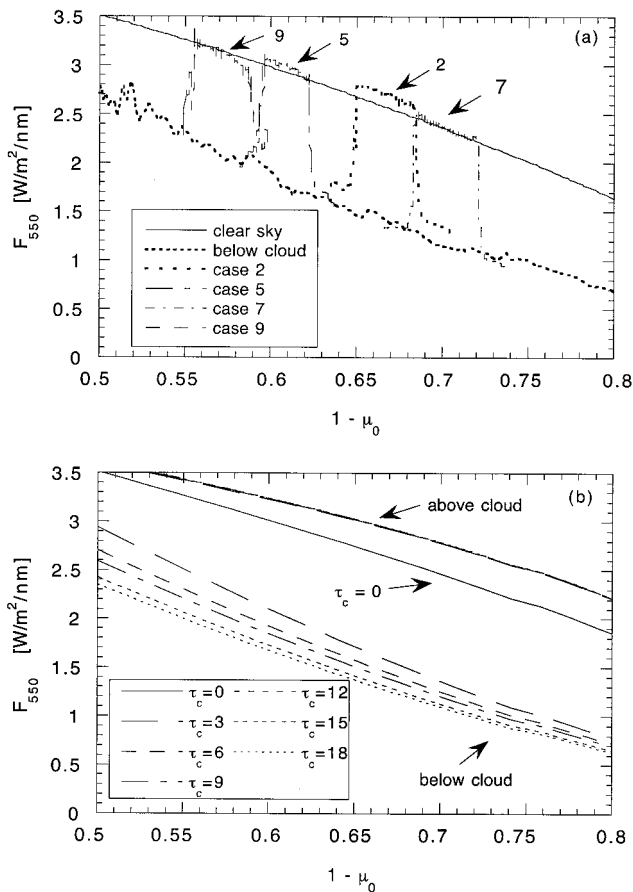 (a)
9
5
2
7
3.5
3
2.5
2
1.5
1
0.5
0
F550 [W/m2/nm]
clear sky
below cloud
case 2
case 5
case 7
case 9
0.5 0.55 0.6 0.65 0.7 0.75 0.8
1 - μ0
(b)
above cloud
τc = 0
3.5
3
2.5
2
1.5
1
0.5
0
F550 [W/m2/nm]
τc=0 τc=12
τc=3 τc=15
τc=6 τc=18
τc=9
below cloud
0.5 0.55 0.6 0.65 0.7 0.75 0.8
1 - μ0